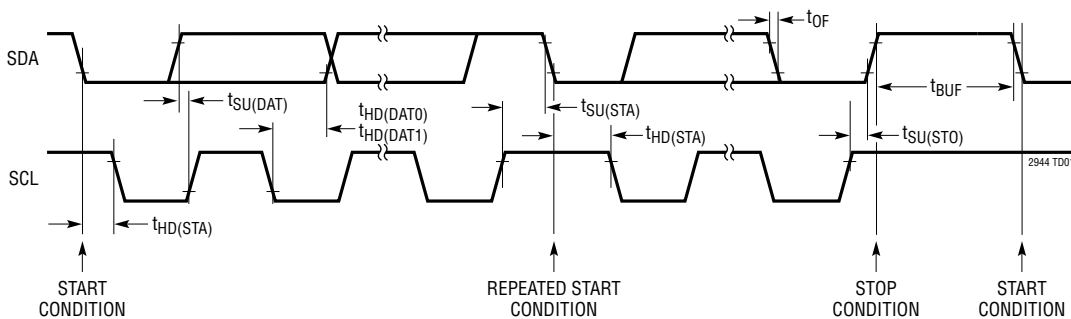 tOF
SDA
tSU(DAT)
tHD(DAT0)
tHD(DAT1)
tSU(STA)
tHD(STA)
tBUF
tSU(STO)
2944 TD01
SCL
tHD(STA)
START
CONDITION
REPEATED START
CONDITION
STOP
CONDITION
START
CONDITION